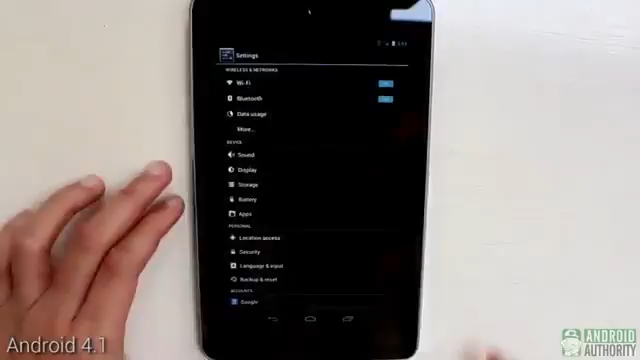 Settings
WIRELESS & NETWORKS
Wi-Fi
Bluetooth
Data usage
More...
DEVICE
Sound
Display
Storage
Battery
Apps
PERSONAL
Location access
Security
Language & input
Backup & reset
ACCOUNTS
Google
Android 4.1
ANDROID
AUTHORITY